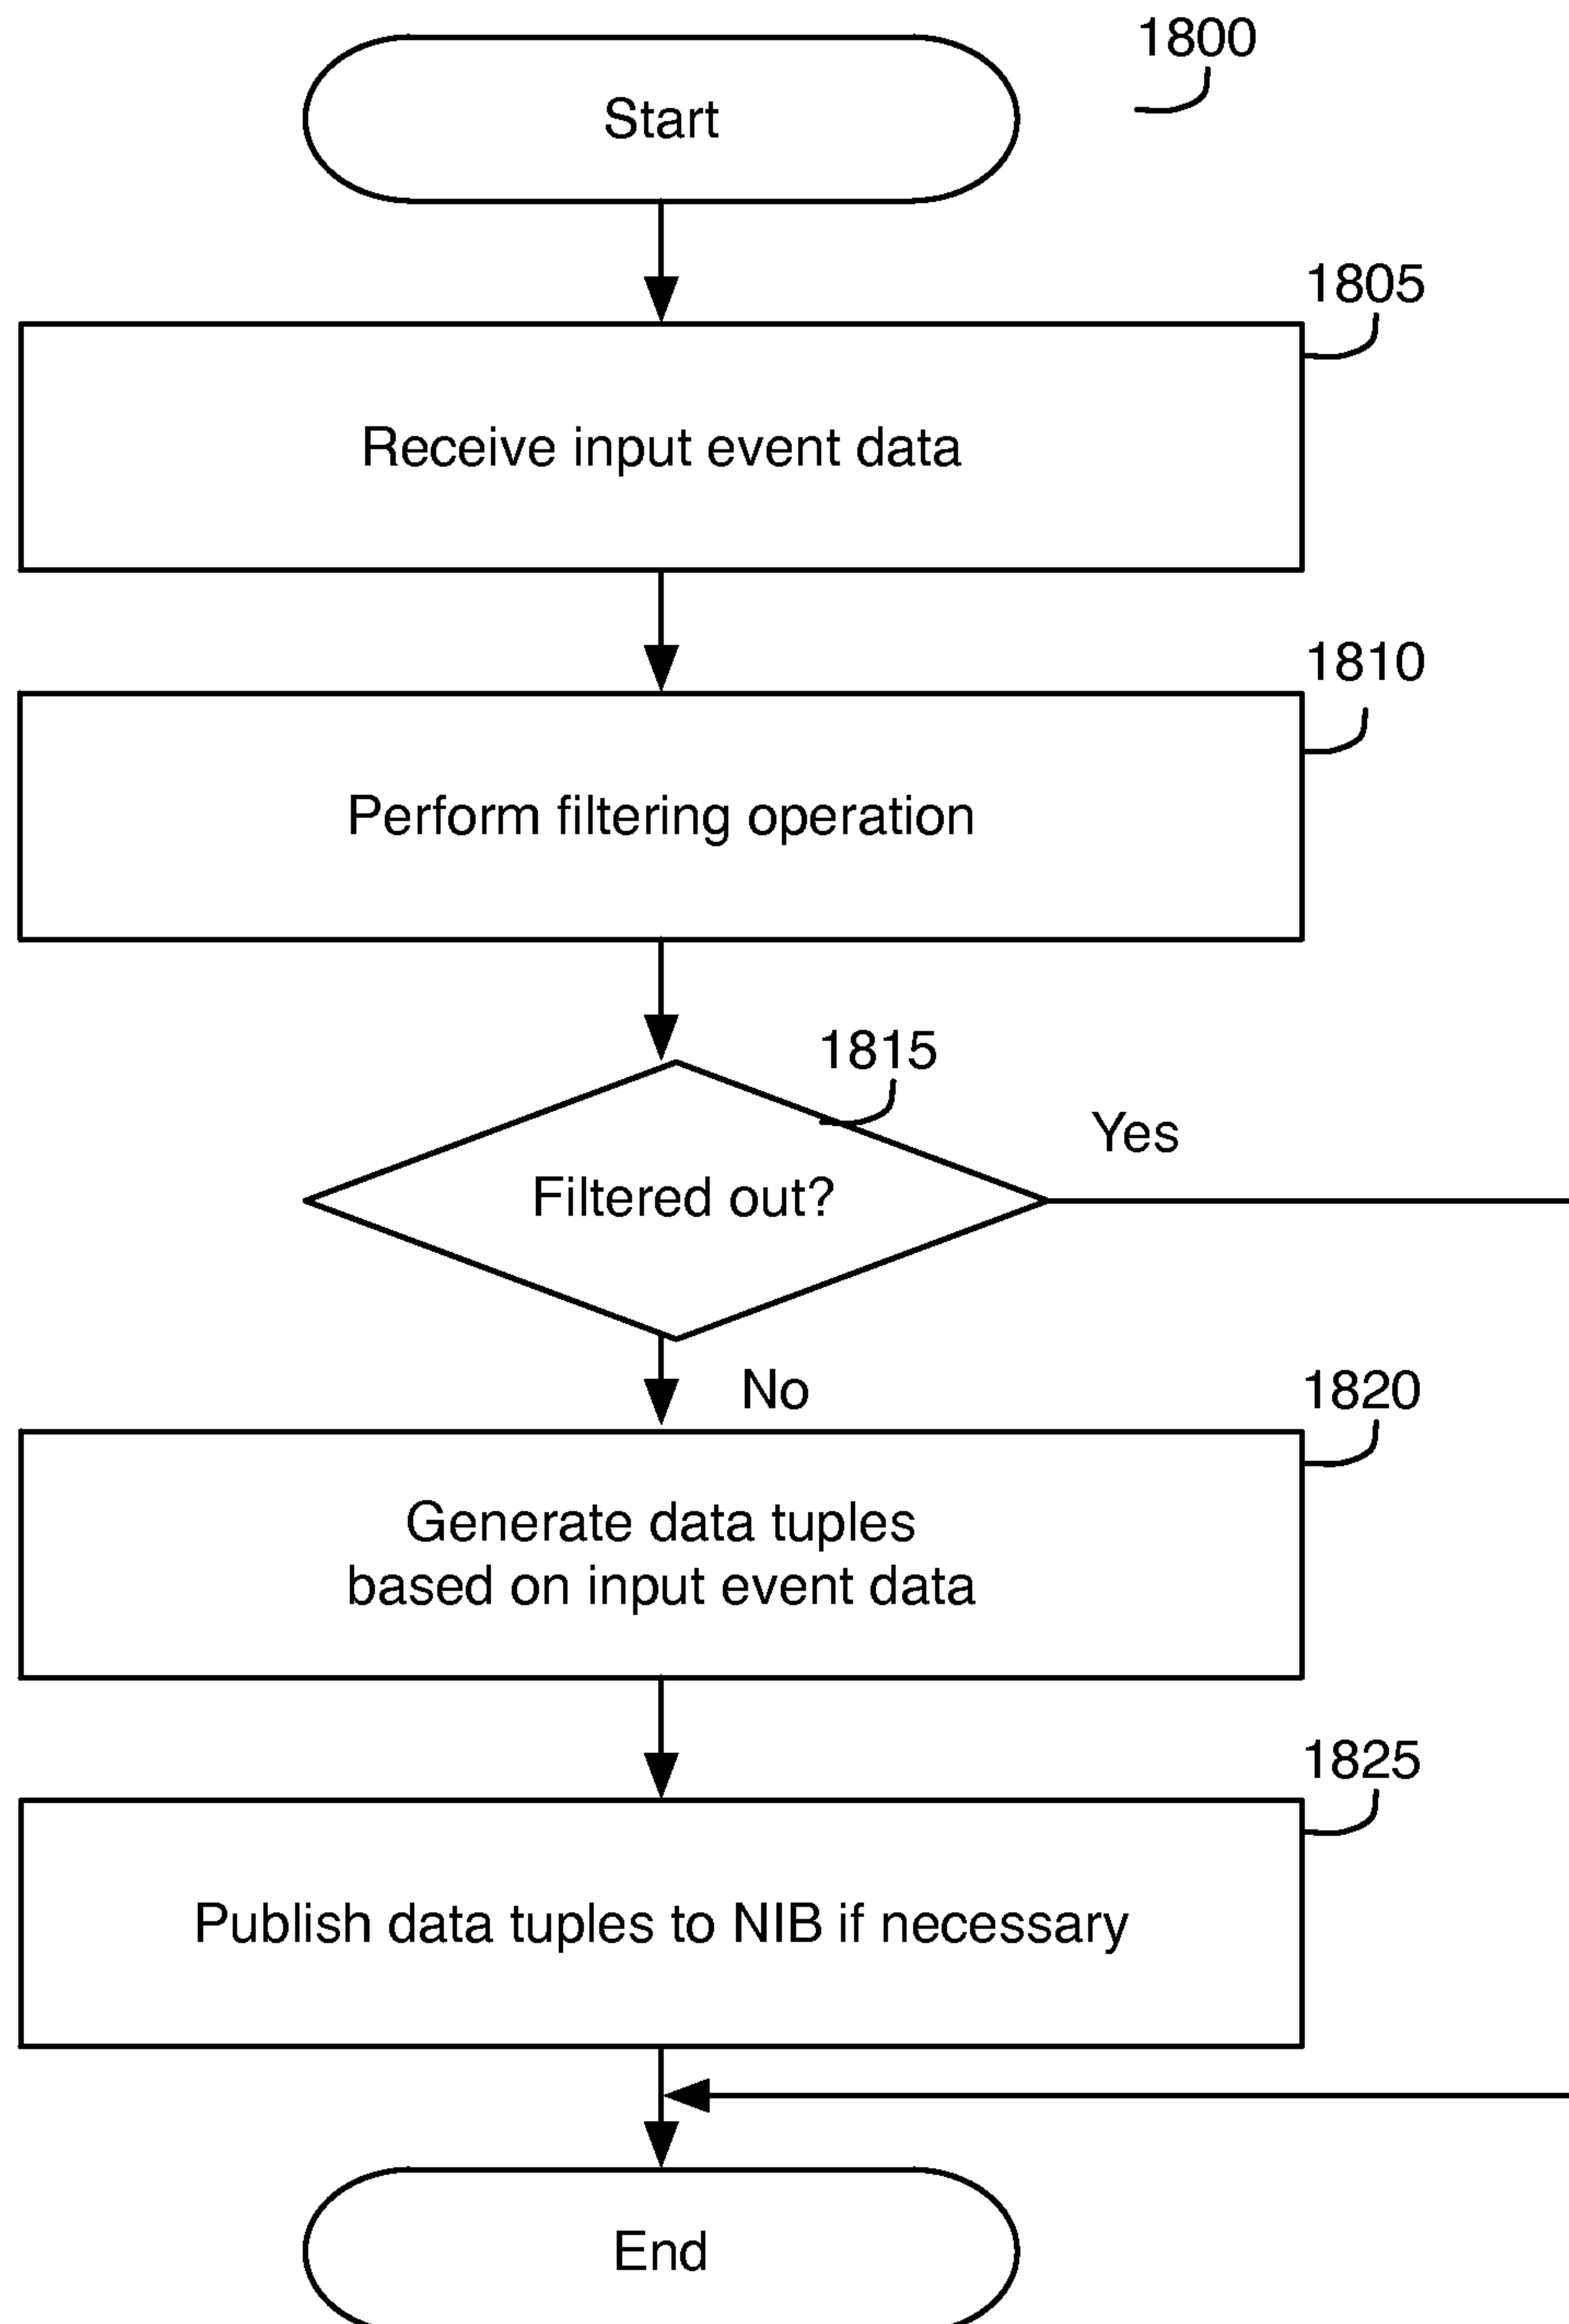 1800
Start
1805
Receive input event data
1810
Perform filtering operation
1815
Yes
Filtered out?
No
1820
Generate data tuples
based on input event data
1825
Publish data tuples to NIB if necessary
End